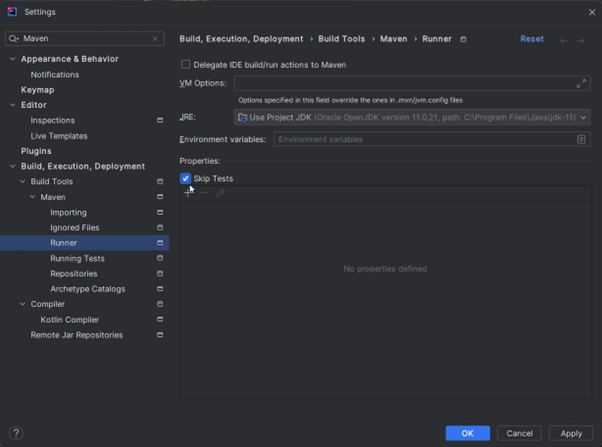 Settings
Maven
Build, Execution, Deployment › Build Tools › Maven › Runner
Reset
Appearance & Behavior
Notifications
Keymap
Editor
Inspections
Live Templates
Plugins
Build, Execution, Deployment
Build Tools
Maven
Importing
Ignored Files
Runner
Running Tests
Repositories
Archetype Catalogs
Compiler
Kotlin Compiler
Remote Jar Repositories
Delegate IDE build/run actions to Maven
VM Options:
Options specified in this field override the ones in .mvn/jvm.config files
JRE:
Use Project JDK (Oracle OpenJDK version 11.0.21, path: C:\Program Files\Java\jdk-11)
Environment variables:
Environment variables
Properties:
Skip Tests
No properties defined
?
OK
Cancel
Apply